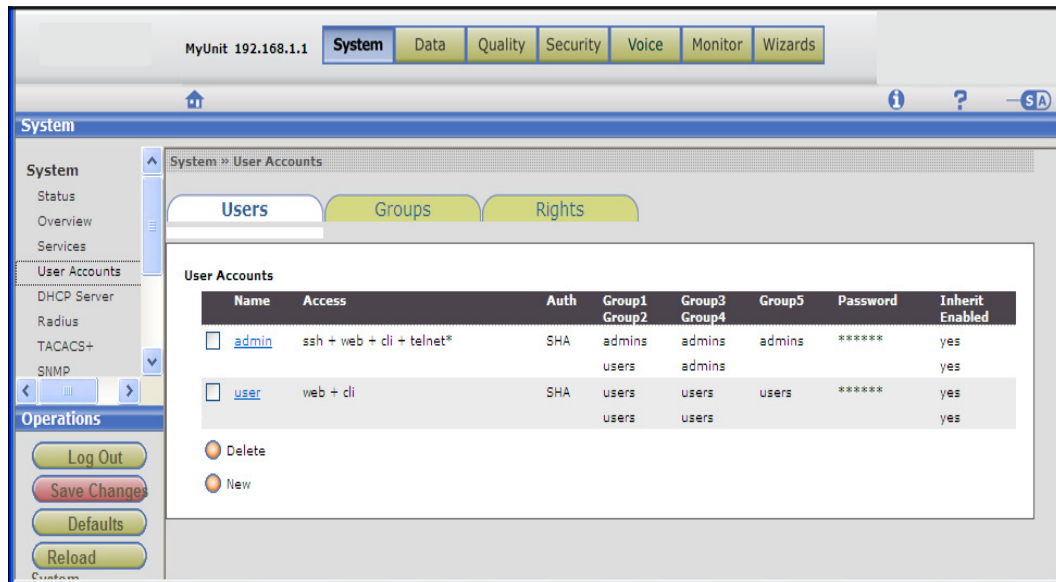 MyUnit 192.168.1.1 System Data Quality Security Voice Monitor Wizards
i ? SA
System
System
Status
Overview
Services
User Accounts
DHCP Server
Radius
TACACS+
SNMP
Operations
Log Out
Save Changes
Defaults
Reload
System
System » User Accounts
Users Groups Rights
User Accounts
Name Access Auth Group1 Group3 Group5 Password Inherit
Group2 Group4 Enabled
admin ssh + web + cli + telnet* SHA admins admins admins ****** yes
users admins yes
user web + cli SHA users users users ****** yes
users users yes
Delete
New